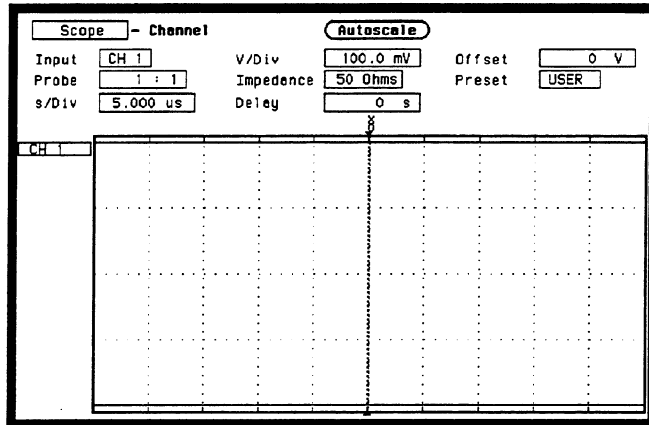 Scope - Channel Autoscale
Input CH 1 V/Div 100.0 mV Offset 0 V
Probe 1 : 1 Impedance 50 Ohms Preset USER
s/Div 5.000 us Delay 0 s
CH 1